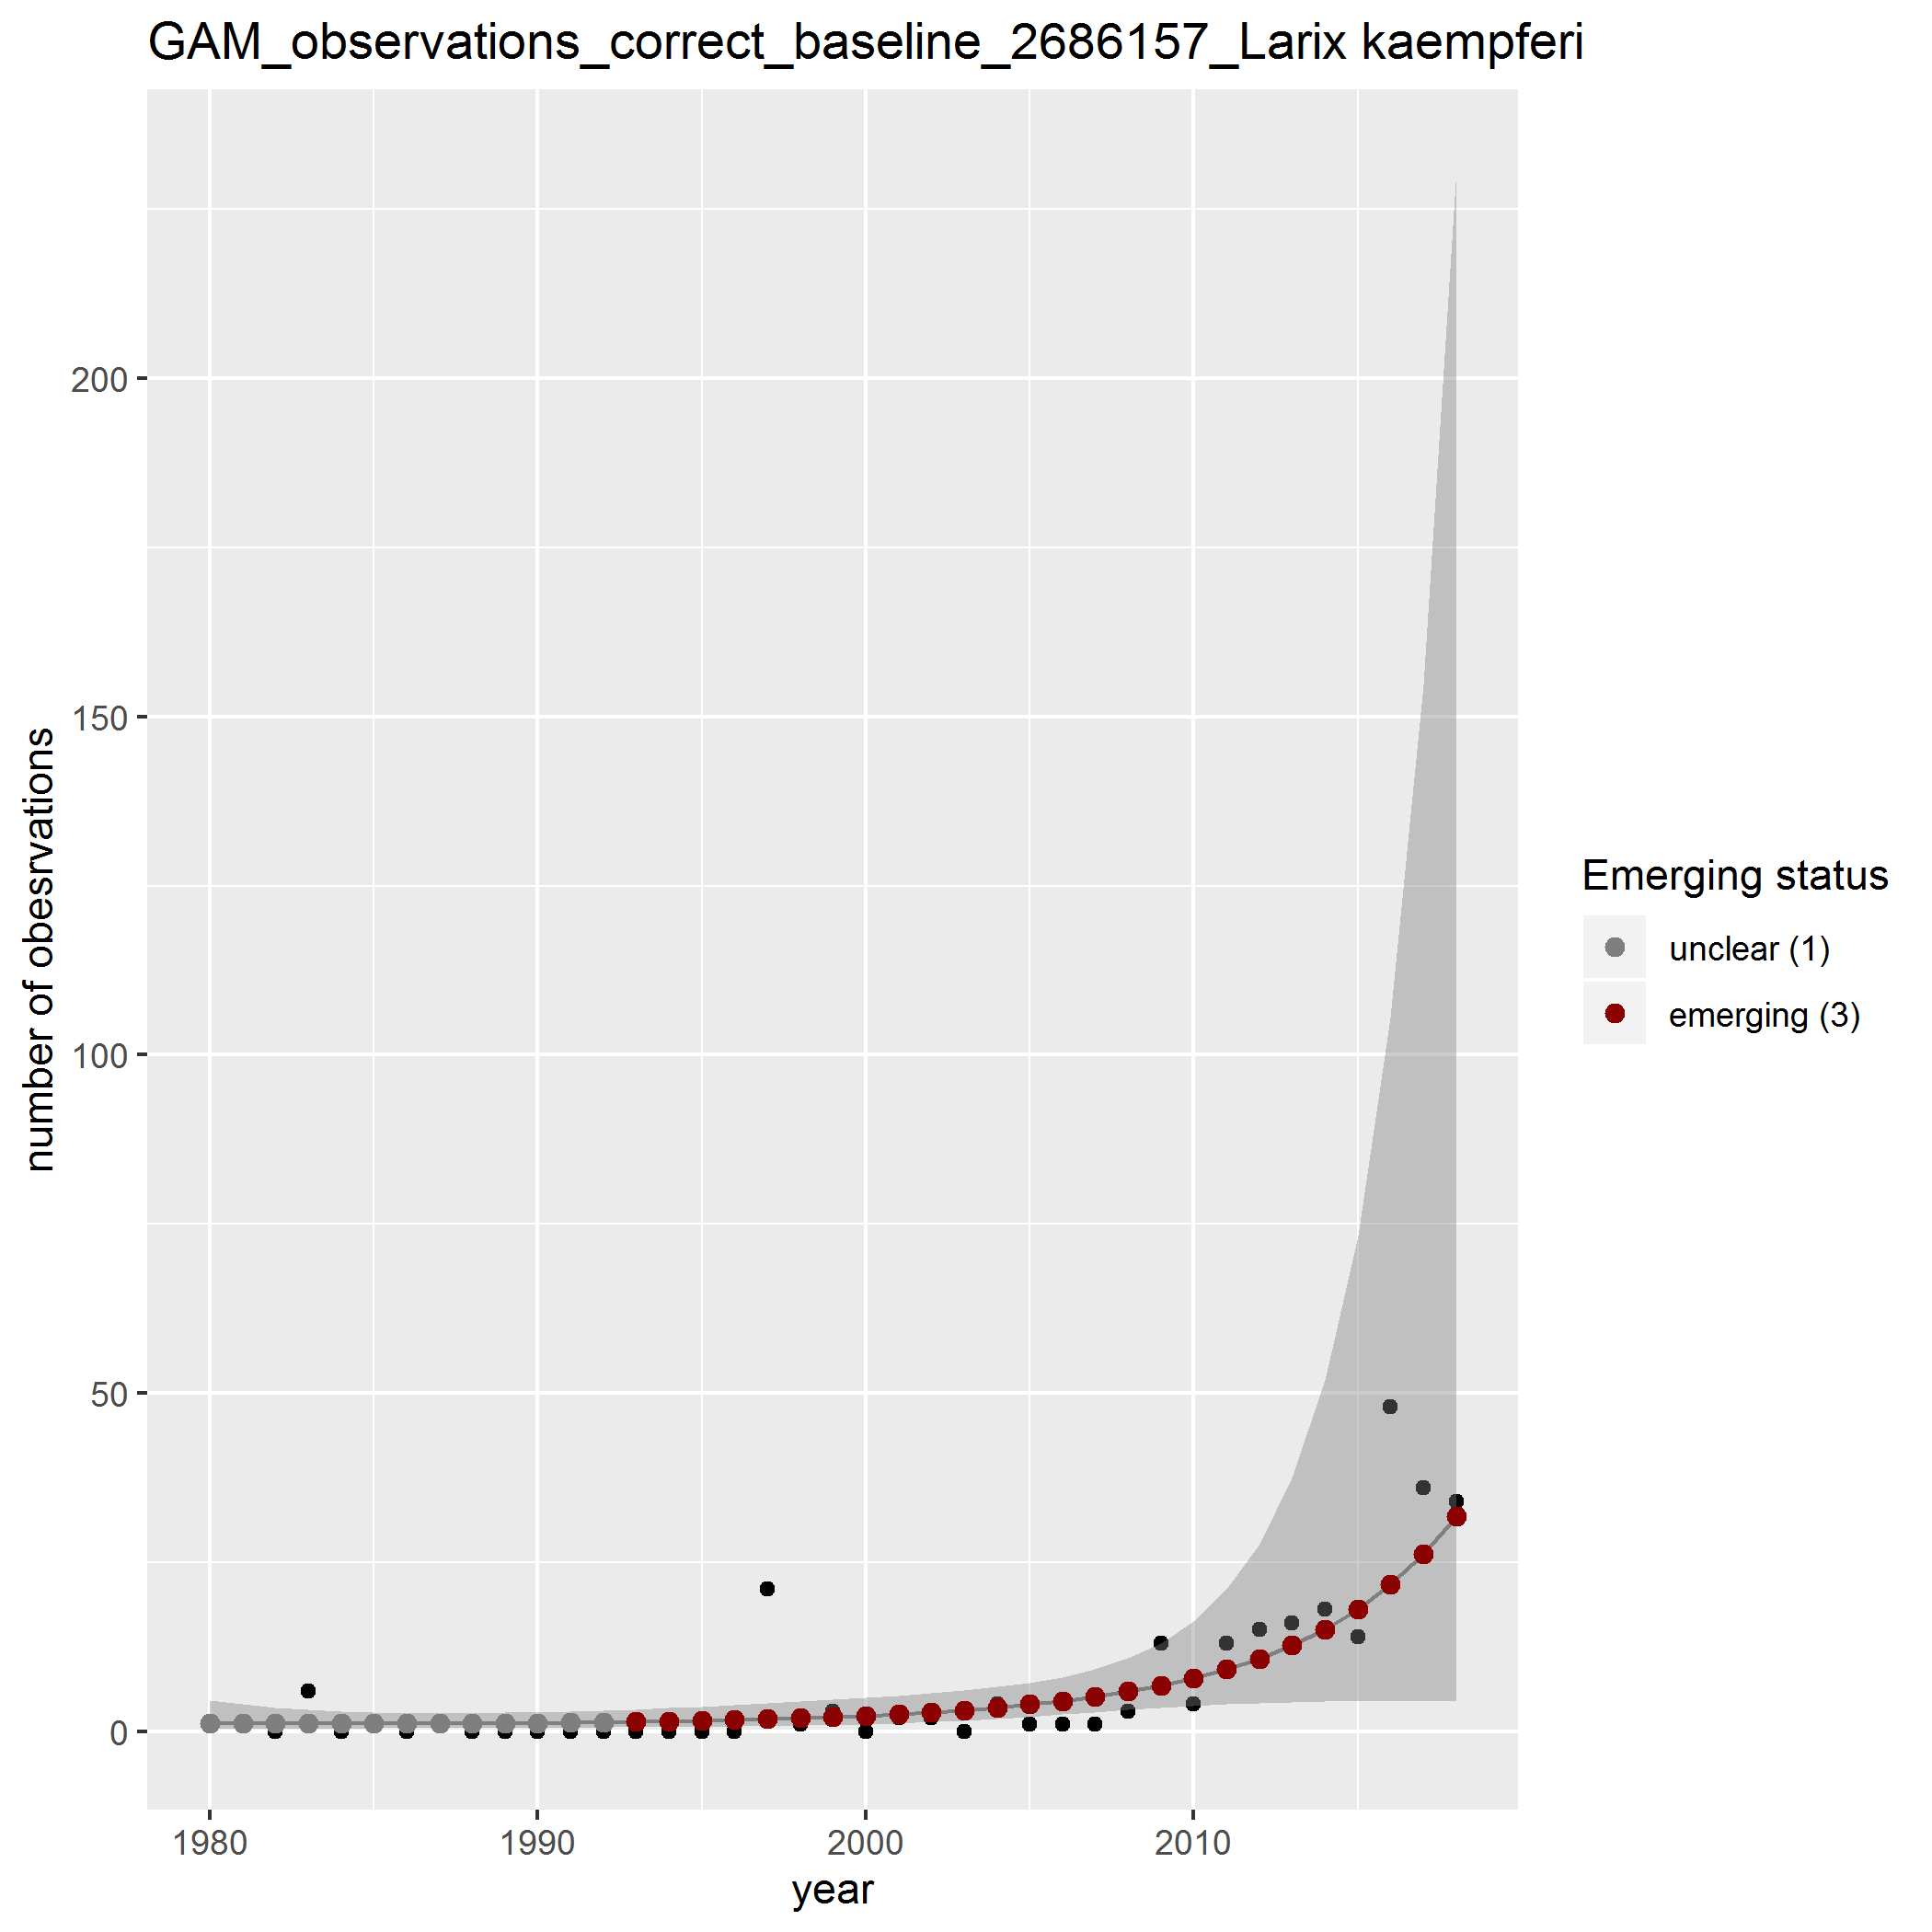 GAM_observations_correct_baseline_2686157_Larix kaempferi
number of obesrvations
200
150
100
50
0
1980 1990 2000 2010
year
Emerging status
unclear (1)
emerging (3)